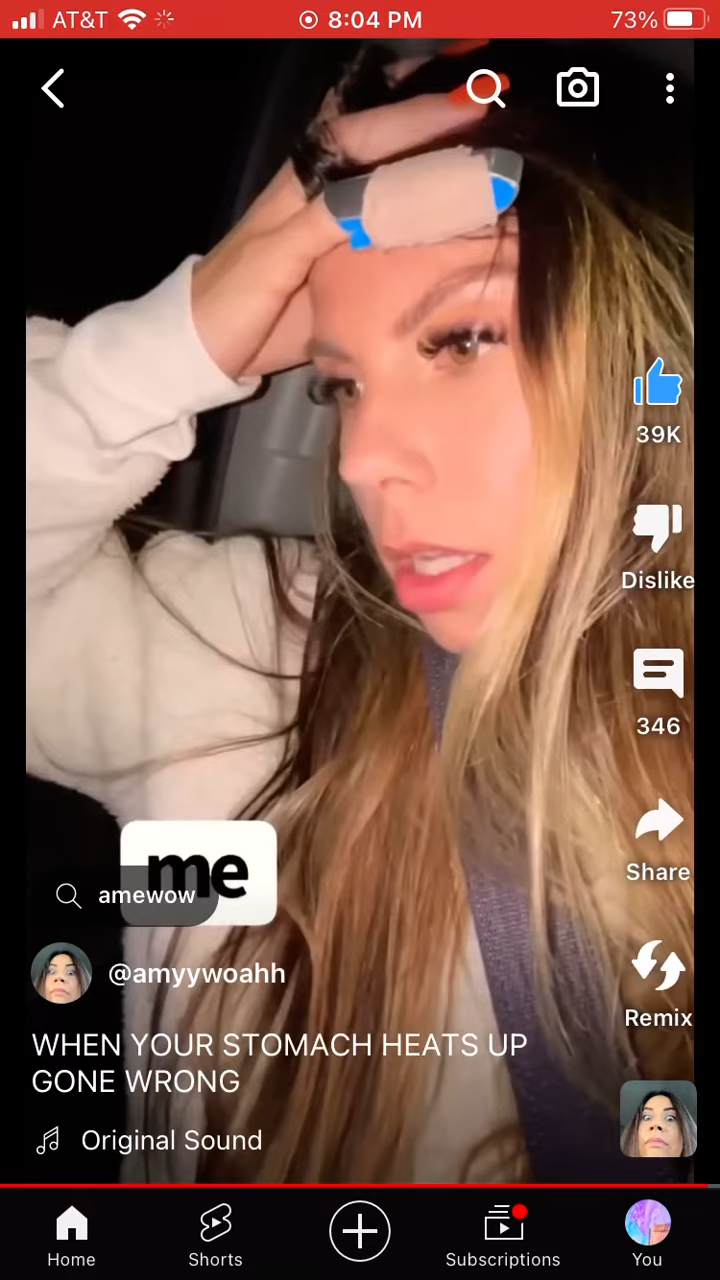 AT&T 8:04 PM 73%
39K
Dislike
346
Share
me
amewow
@amyywoahh
Remix
WHEN YOUR STOMACH HEATS UP
GONE WRONG
Original Sound
Home Shorts Subscriptions You